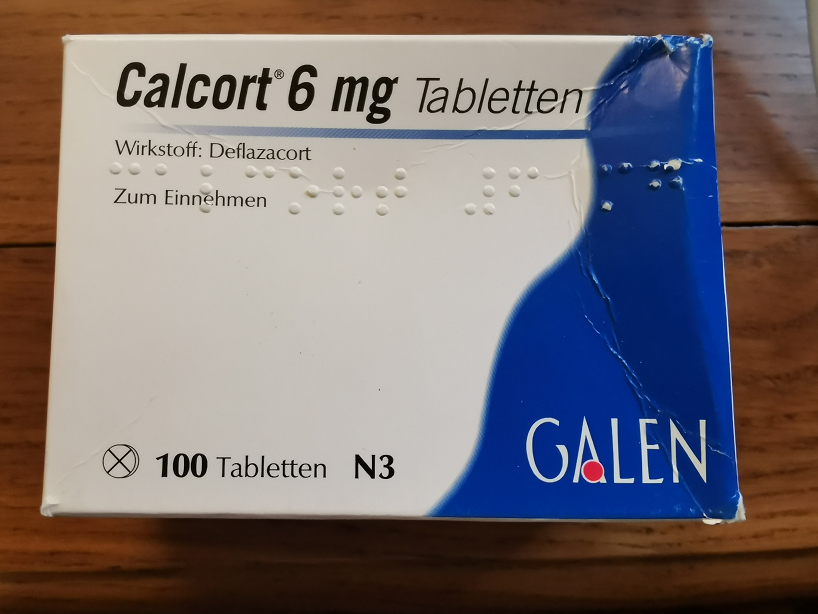 Calcort® 6 mg Tabletten
Wirkstoff: Deflazacort
Zum Einnehmen
100 Tabletten N3
GALEN